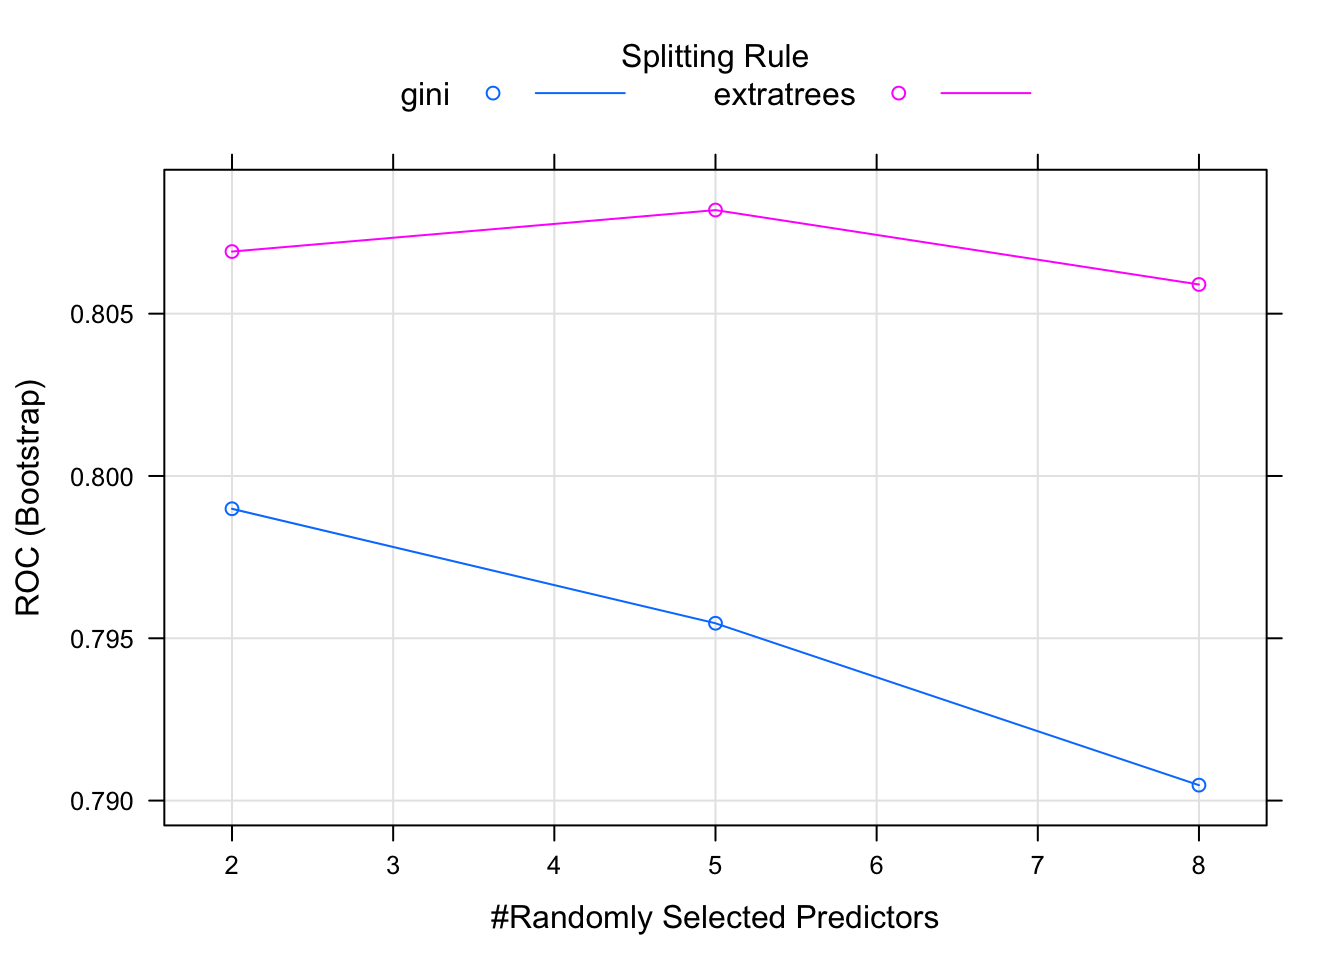 Splitting Rule
gini extratrees
0.805
0.800
0.795
0.790
ROC (Bootstrap)
2 3 4 5 6 7 8
#Randomly Selected Predictors